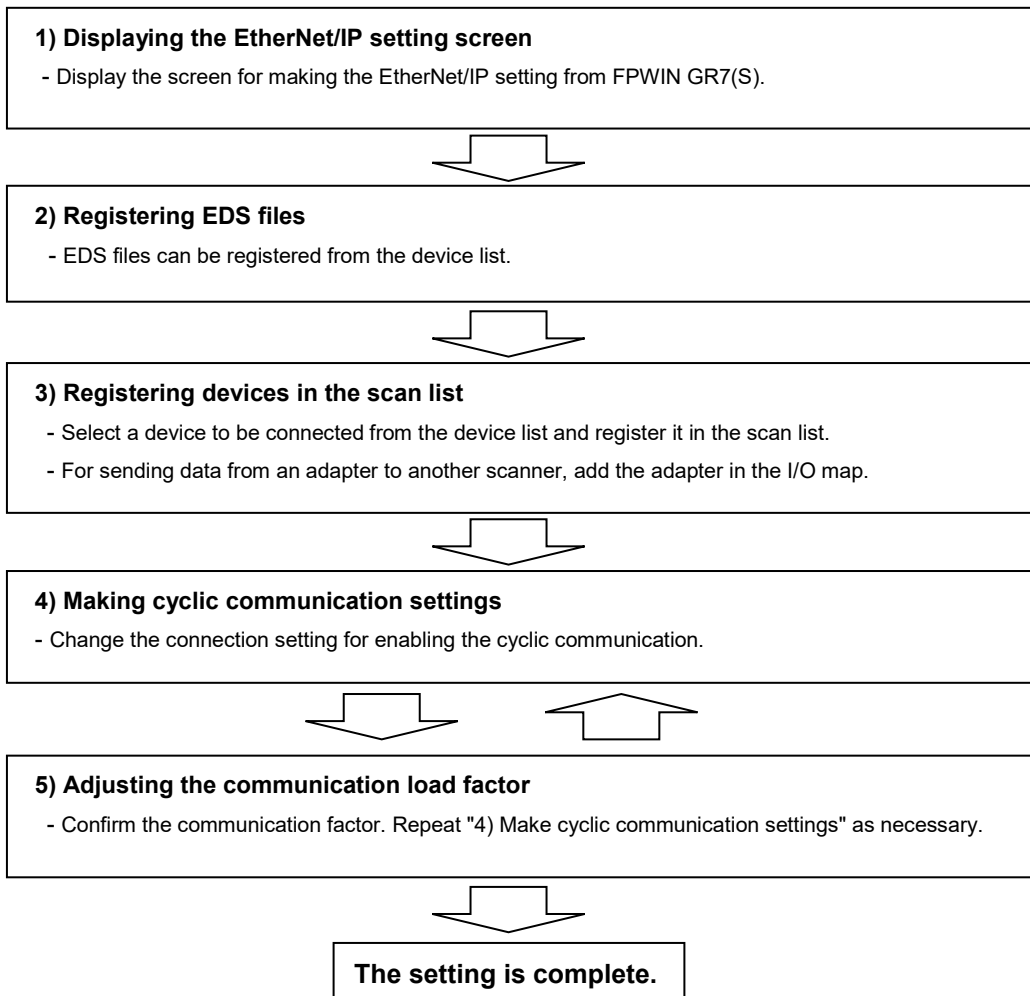 1) Displaying the EtherNet/IP setting screen
- Display the screen for making the EtherNet/IP setting from FPWIN GR7(S).
2) Registering EDS files
- EDS files can be registered from the device list.
3) Registering devices in the scan list
- Select a device to be connected from the device list and register it in the scan list.
- For sending data from an adapter to another scanner, add the adapter in the I/O map.
4) Making cyclic communication settings
- Change the connection setting for enabling the cyclic communication.
5) Adjusting the communication load factor
- Confirm the communication factor. Repeat "4) Make cyclic communication settings" as necessary.
The setting is complete.